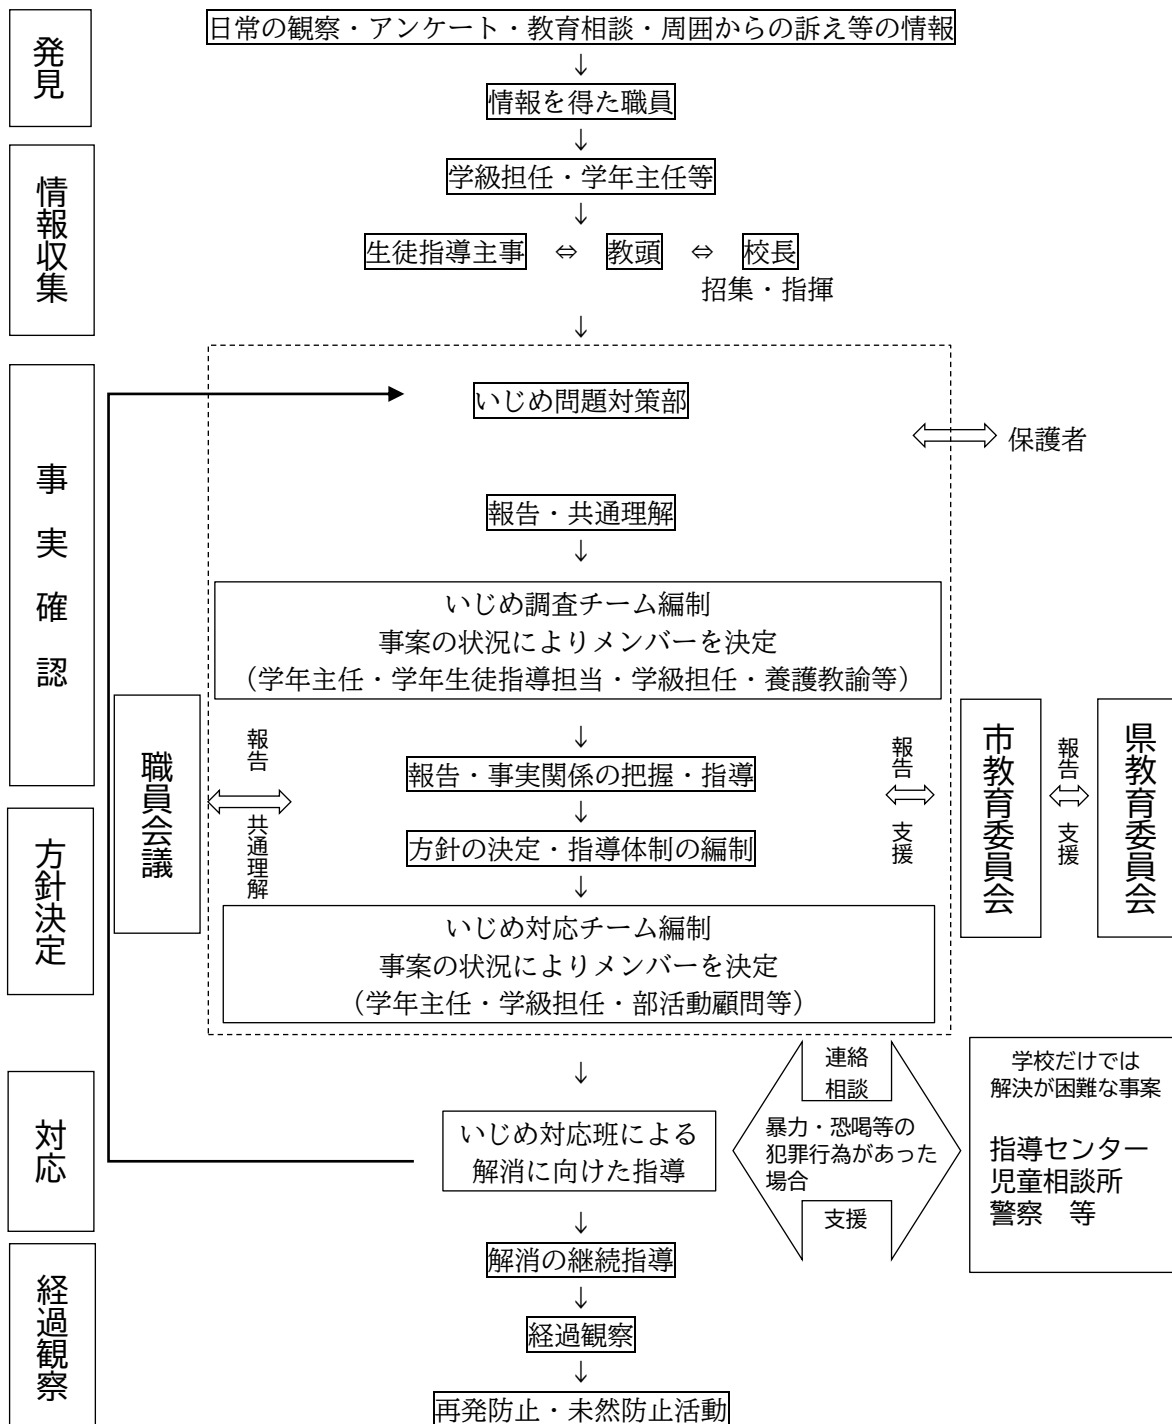 発見
日常の観察・アンケート・教育相談・周囲からの訴え等の情報
↓
情報を得た職員
↓
情報収集
学級担任・学年主任等
↓
生徒指導主事 ⇔ 教頭 ⇔ 校長
招集・指揮
↓
事実確認
いじめ問題対策部
保護者
報告・共通理解
↓
いじめ調査チーム編制
事案の状況によりメンバーを決定
（学年主任・学年生徒指導担当・学級担任・養護教諭等）
↓
職員会議
報告
共通理解
報告・事実関係の把握・指導
↓
報告
支援
市教育委員会
報告
支援
県教育委員会
方針決定
方針の決定・指導体制の編制
↓
いじめ対応チーム編制
事案の状況によりメンバーを決定
（学年主任・学級担任・部活動顧問等）
↓
対応
いじめ対応班による
解消に向けた指導
連絡
相談
暴力・恐喝等の
犯罪行為があった
場合
支援
学校だけでは
解決が困難な事案
指導センター
児童相談所
警察　等
↓
経過観察
解消の継続指導
↓
経過観察
↓
再発防止・未然防止活動